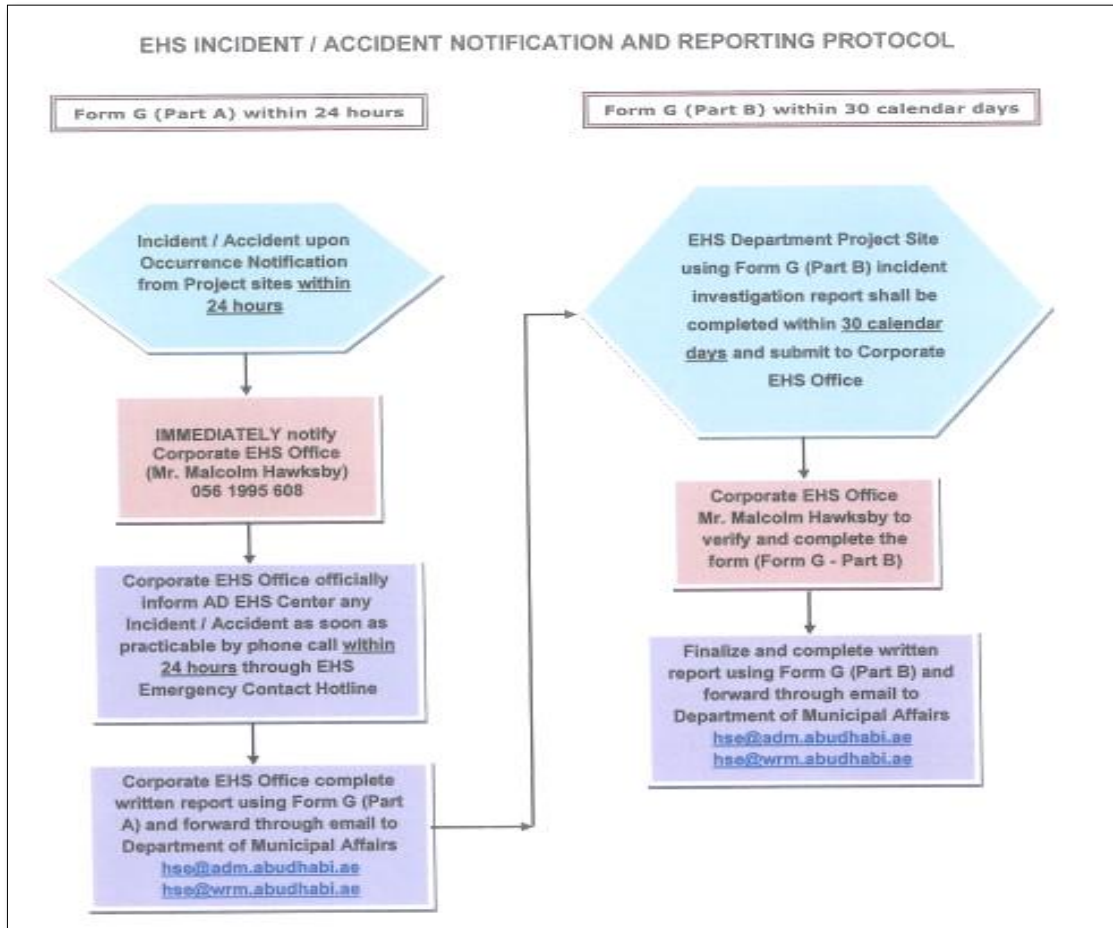 EHS INCIDENT / ACCIDENT NOTIFICATION AND REPORTING PROTOCOL
Form G (Part A) within 24 hours
Incident / Accident upon
Occurrence Notification
from Project sites within
24 hours
IMMEDIATELY notify
Corporate EHS Office
(Mr. Malcolm Hawksby)
056 1995 608
Corporate EHS Office officially
inform AD EHS Center any
Incident / Accident as soon as
practicable by phone call within
24 hours through EHS
Emergency Contact Hotline
Corporate EHS Office complete
written report using Form G (Part
A) and forward through email to
Department of Municipal Affairs
hse@adm.abudhabi.ae
hse@wrm.abudhabi.ae
Form G (Part B) within 30 calendar days
EHS Department Project Site
using Form G (Part B) incident
investigation report shall be
completed within 30 calendar
days and submit to Corporate
EHS Office
Corporate EHS Office
Mr. Malcolm Hawksby to
verify and complete the
form (Form G - Part B)
Finalize and complete written
report using Form G (Part B) and
forward through email to
Department of Municipal Affairs
hse@adm.abudhabi.ae
hse@wrm.abudhabi.ae